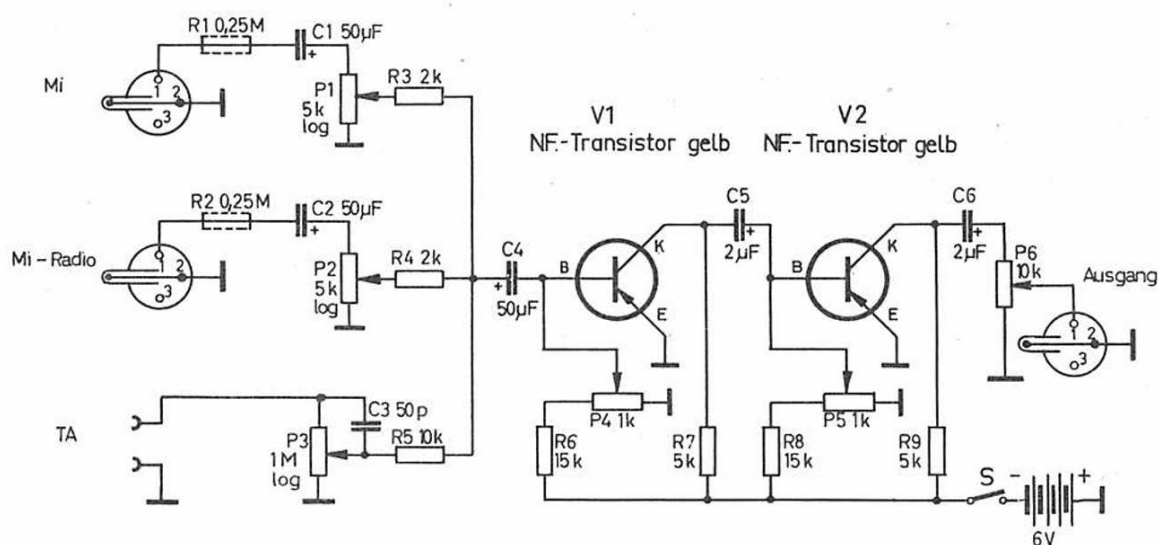 R1 0,25M
C1 50µF
+
Mi
1
2
3
P1
5k
log
R3 2k
V1
NF.-Transistor gelb
V2
NF.-Transistor gelb
R2 0,25M
C2 50µF
+
Mi-Radio
1
2
3
P2
5k
log
R4 2k
C4
+
50µF
B
K
E
C5
+
2µF
B
K
E
C6
+
2µF
P6
10k
Ausgang
1
2
3
TA
P3
1M
log
C3 50p
R5 10k
P4 1k
P5 1k
R6
15k
R7
5k
R8
15k
R9
5k
S
-
+
6V